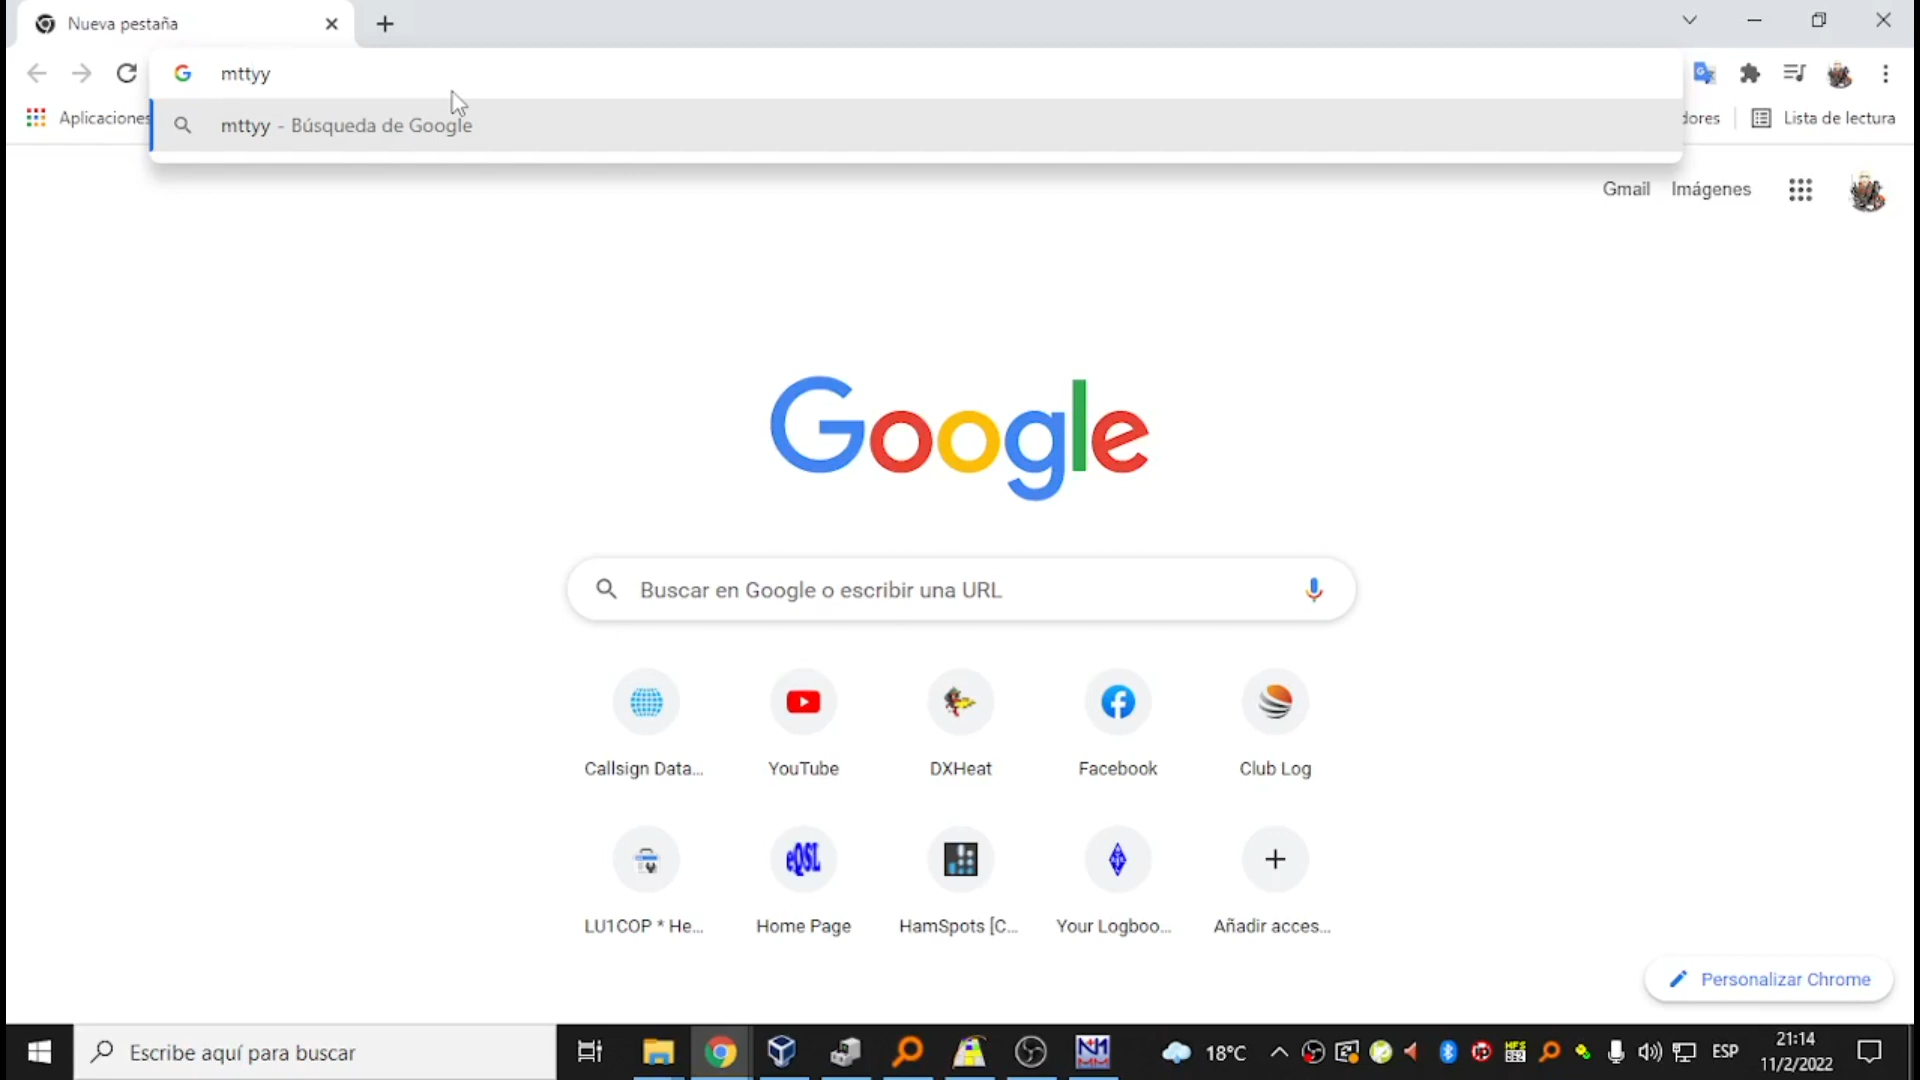 Nueva pestaña
mttyy
Aplicaciones
mttyy - Búsqueda de Google
dores
Lista de lectura
Gmail
Imágenes
Google
Buscar en Google o escribir una URL
Callsign Data...
YouTube
DXHeat
Facebook
Club Log
eQSL
LU1COP * He...
Home Page
HamSpots [C...
Your Logboo...
Añadir acces...
Personalizar Chrome
Escribe aquí para buscar
18°C
ESP
21:14
11/2/2022